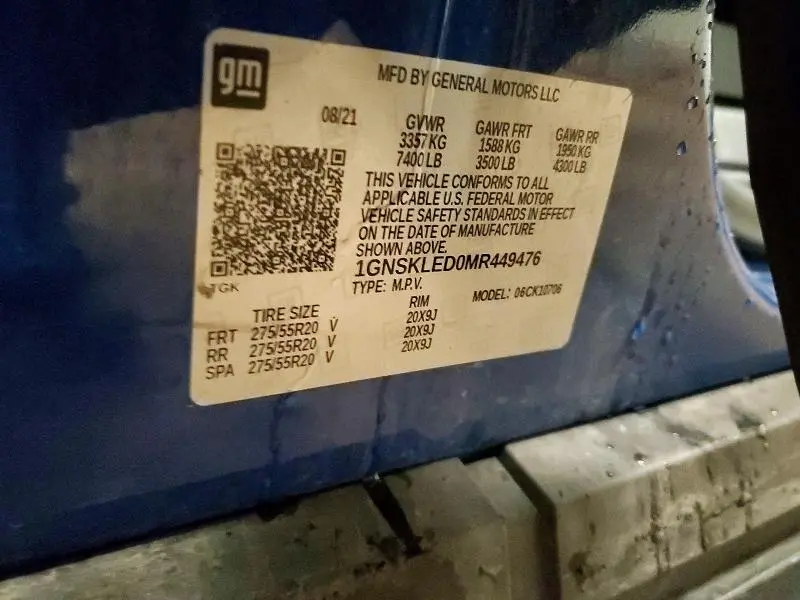 gm
MFD BY GENERAL MOTORS LLC
08/21
GVWR GAWR FRT GAWR RR
3357 KG 1588 KG 1950 KG
7400 LB 3500 LB 4300 LB
THIS VEHICLE CONFORMS TO ALL
APPLICABLE U.S. FEDERAL MOTOR
VEHICLE SAFETY STANDARDS IN EFFECT
ON THE DATE OF MANUFACTURE
SHOWN ABOVE.
1GNSKLED0MR449476
TGK
TYPE: M.P.V. MODEL: 06CK10706
TIRE SIZE RIM
FRT 275/55R20 V 20X9J
RR 275/55R20 V 20X9J
SPA 275/55R20 V 20X9J